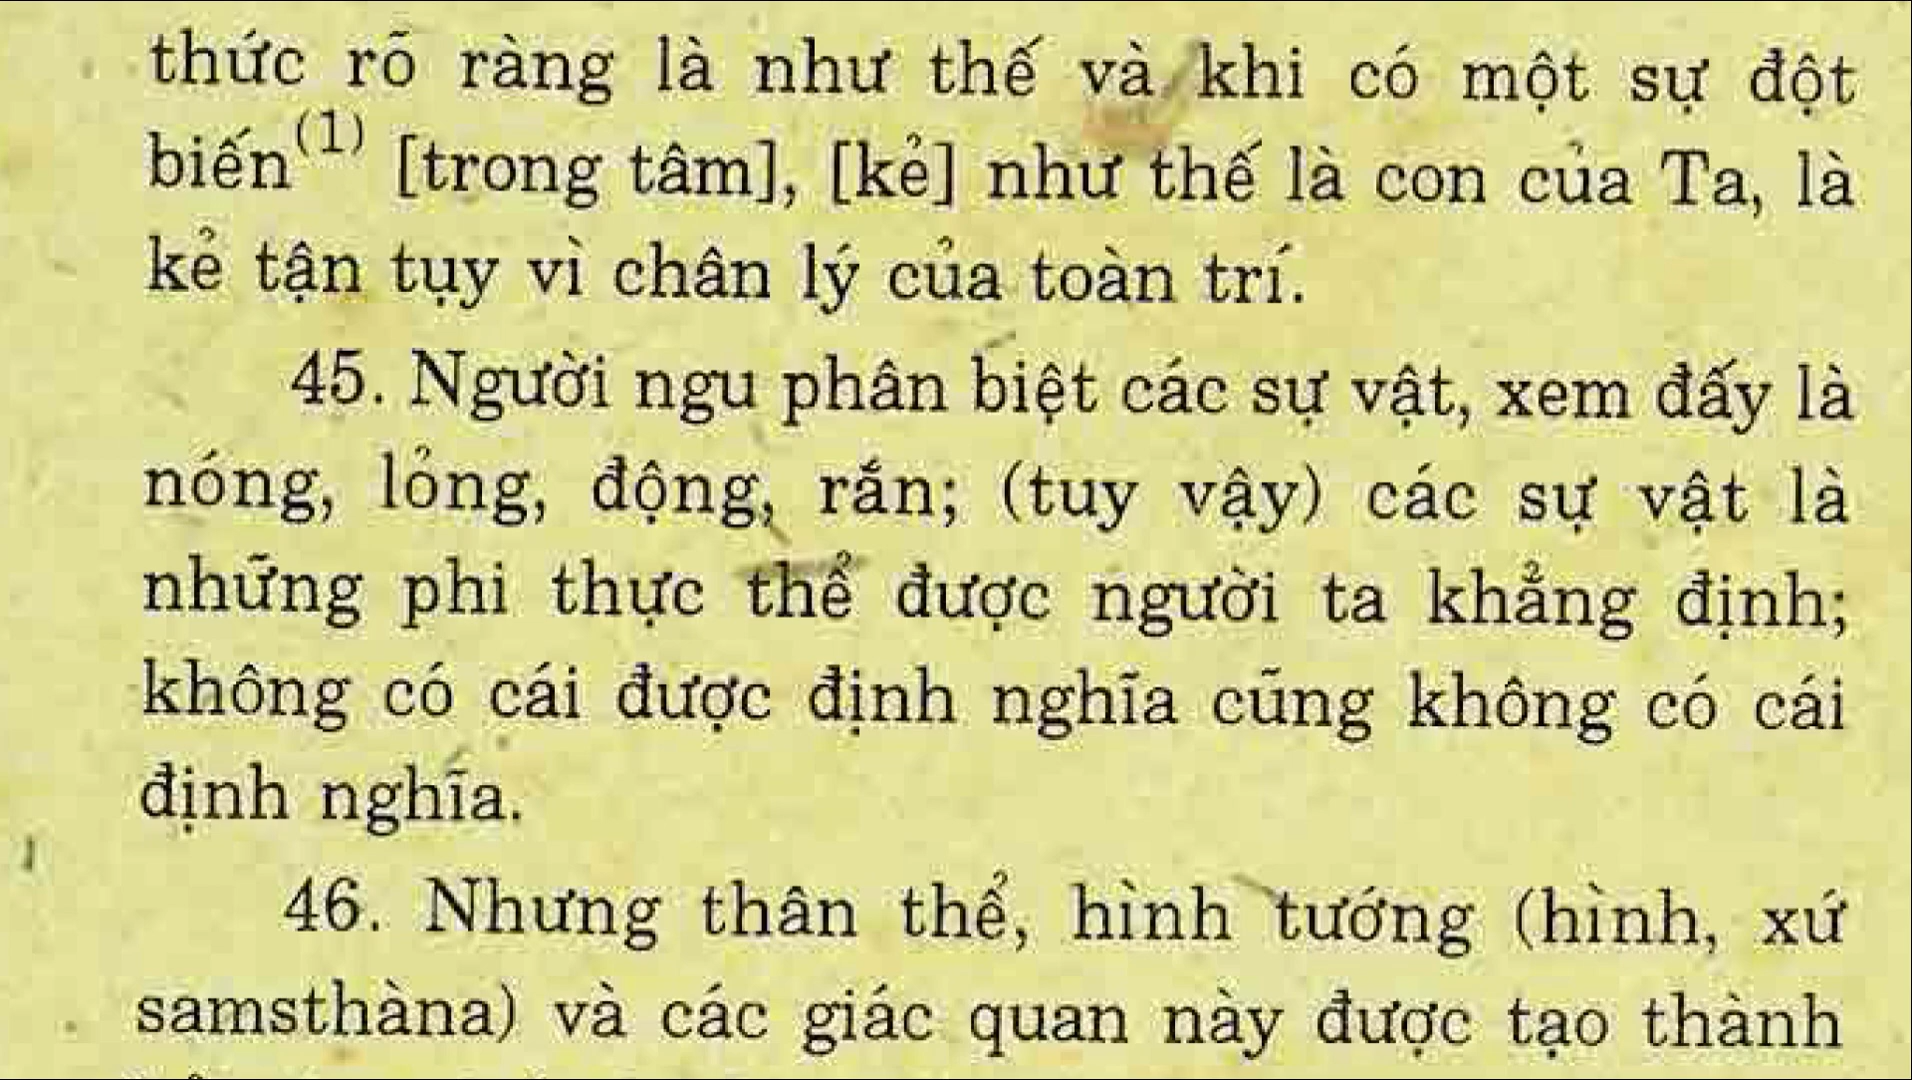 thức rõ ràng là như thế và khi có một sự đột
biến(1) [trong tâm], [kẻ] như thế là con của Ta, là
kẻ tận tụy vì chân lý của toàn trí.
45. Người ngu phân biệt các sự vật, xem đấy là
nóng, lỏng, động, rắn; (tuy vậy) các sự vật là
những phi thực thể được người ta khẳng định;
không có cái được định nghĩa cũng không có cái
định nghĩa.
46. Nhưng thân thể, hình tướng (hình, xứ
samsthàna) và các giác quan này được tạo thành